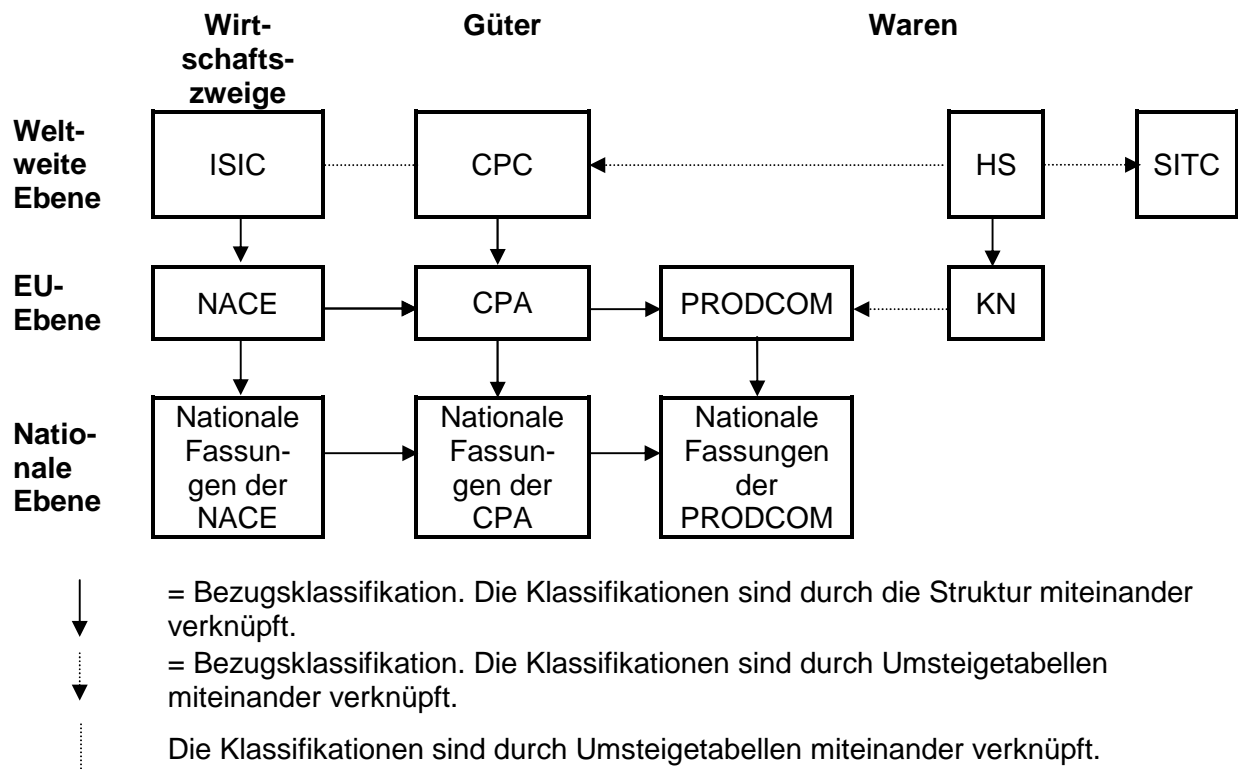 Wirt-
schafts-
zweige
Güter
Waren
Welt-
weite
Ebene
ISIC
CPC
HS
SITC
EU-
Ebene
NACE
CPA
PRODCOM
KN
Natio-
nale
Ebene
Nationale
Fassun-
gen der
NACE
Nationale
Fassun-
gen der
CPA
Nationale
Fassungen
der
PRODCOM
= Bezugsklassifikation. Die Klassifikationen sind durch die Struktur miteinander
verknüpft.
= Bezugsklassifikation. Die Klassifikationen sind durch Umsteigetabellen
miteinander verknüpft.
Die Klassifikationen sind durch Umsteigetabellen miteinander verknüpft.